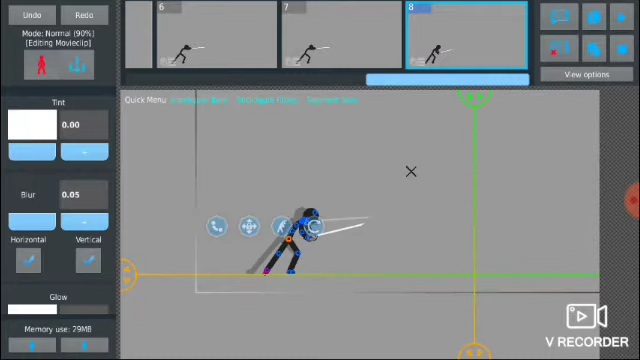 Undo Redo
Mode: Normal (90%)
[Editing Movieclip]
6 7 8
View options
Quick Menu
Tint
0.00
Blur 0.05
Horizontal Vertical
Glow
Memory use: 29MB
V RECORDER